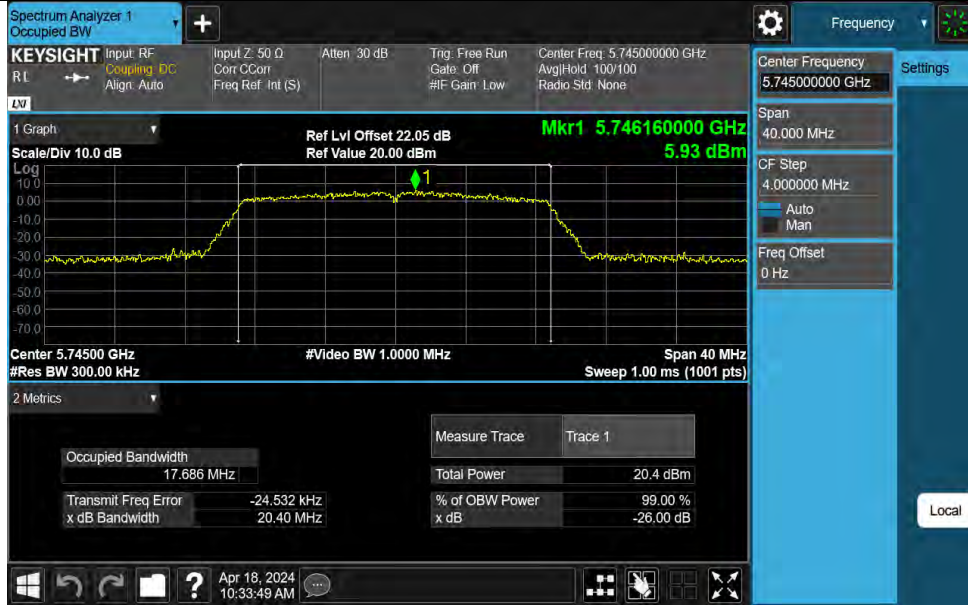 Spectrum Analyzer 1
Occupied BW
Frequency
KEYSIGHT Input: RF Input Z: 50 Ω Atten: 30 dB Trig: Free Run Center Freq: 5.745000000 GHz
RL Coupling: DC Corr CCorr Gate: Off Avg|Hold: 100/100
Align: Auto Freq Ref: Int (S) #IF Gain: Low Radio Std: None
LXI
Center Frequency
5.745000000 GHz
Settings
Span
40.000 MHz
CF Step
4.000000 MHz
Auto
Man
Freq Offset
0 Hz
Local
1 Graph
Ref Lvl Offset 22.05 dB
Mkr1 5.746160000 GHz
Scale/Div 10.0 dB
Ref Value 20.00 dBm
5.93 dBm
Log
1
10.0
0.00
-10.0
-20.0
-30.0
-40.0
-50.0
-60.0
-70.0
Center 5.74500 GHz #Video BW 1.0000 MHz Span 40 MHz
#Res BW 300.00 kHz Sweep 1.00 ms (1001 pts)
2 Metrics
Measure Trace Trace 1
Occupied Bandwidth
17.686 MHz
Total Power 20.4 dBm
Transmit Freq Error -24.532 kHz
% of OBW Power 99.00 %
x dB Bandwidth 20.40 MHz
x dB -26.00 dB
?
Apr 18, 2024
10:33:49 AM